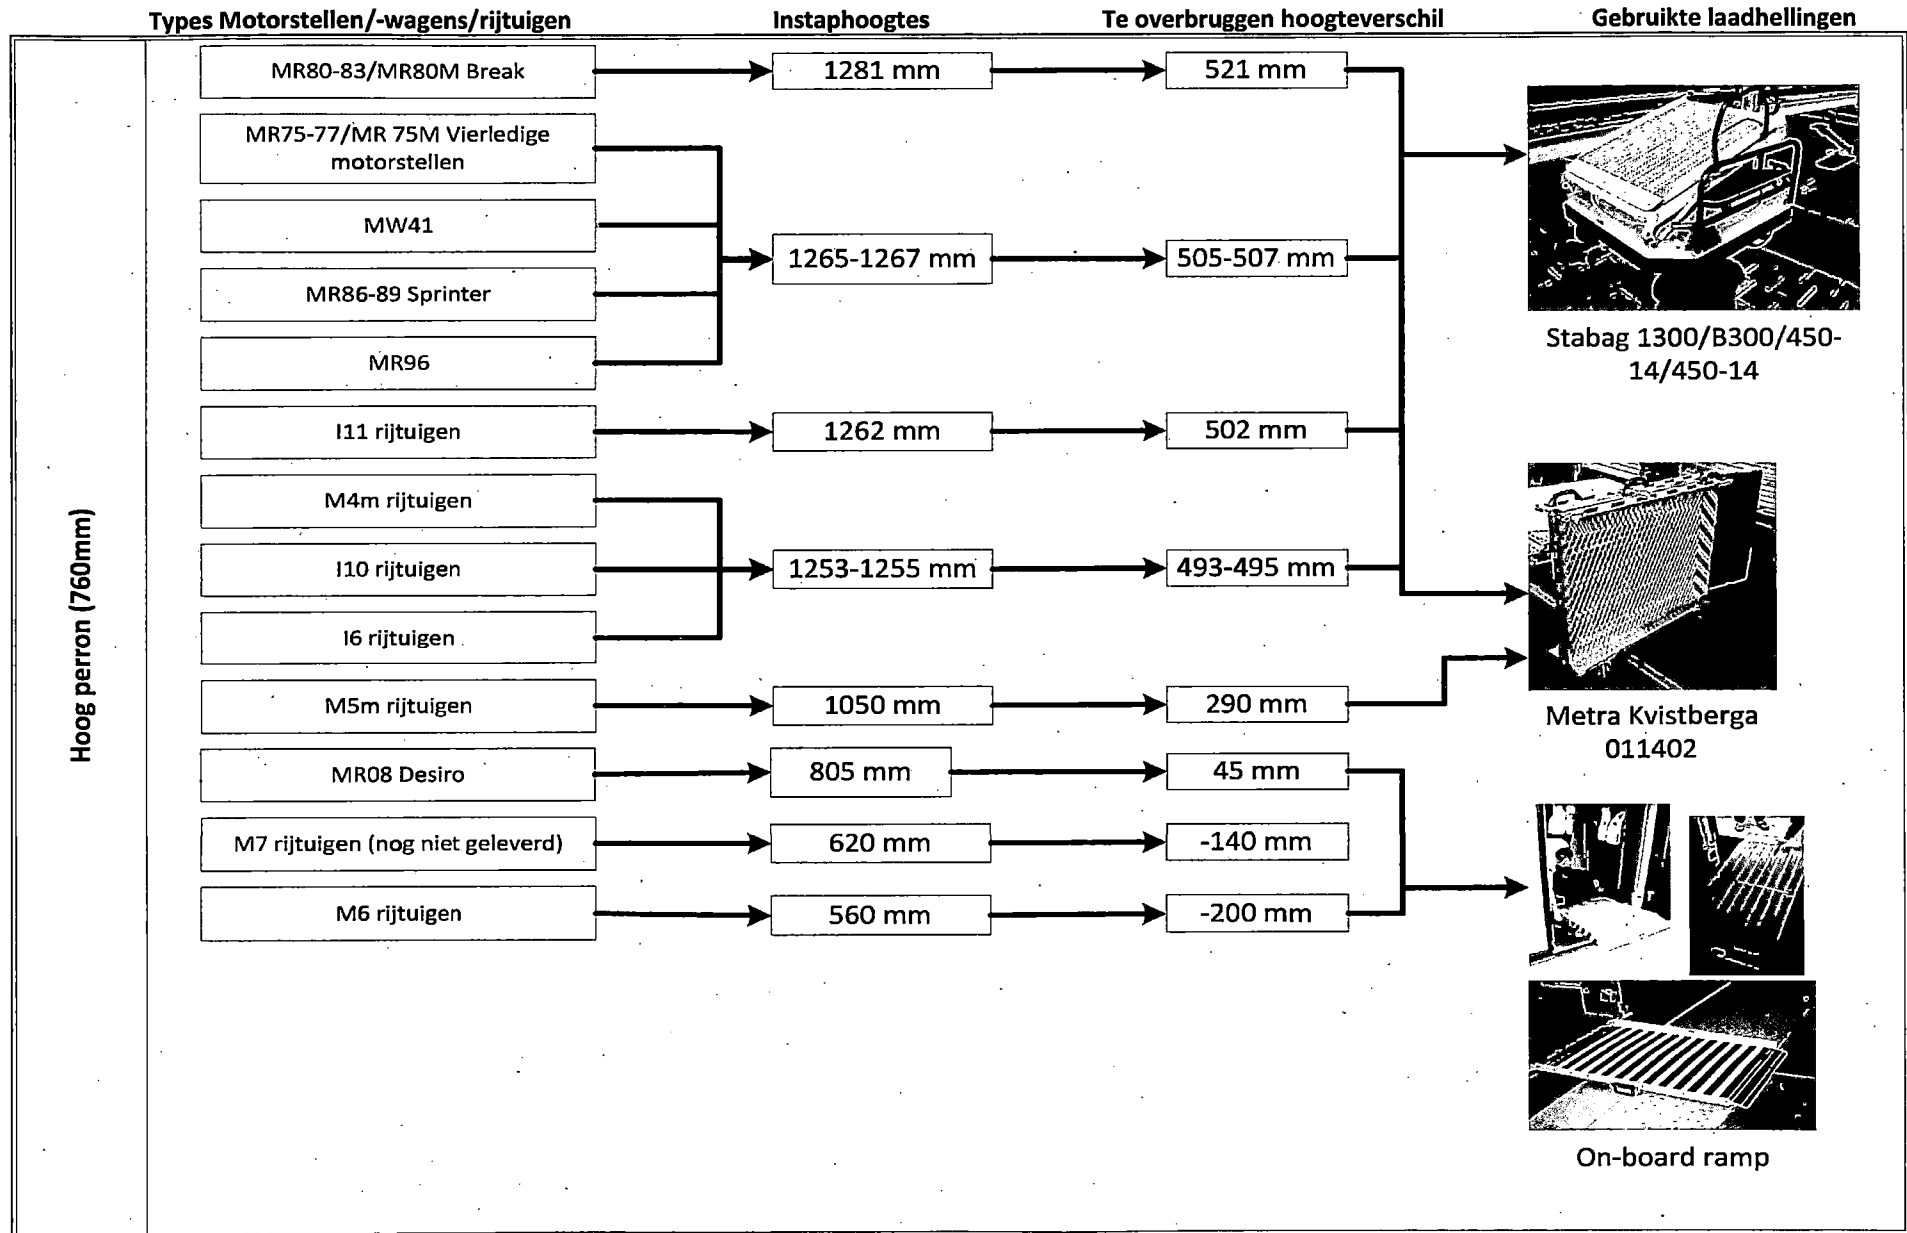 Types Motorstellen/-wagens/rijtuigen
Instaphoogtes
Te overbruggen hoogteverschil
Gebruikte laadhellingen
Hoog perron (760mm)
MR80-83/MR80M Break
1281 mm
521 mm
MR75-77/MR 75M Vierledige
motorstellen
MW41
MR86-89 Sprinter
MR96
1265-1267 mm
505-507 mm
Stabag 1300/B300/450-
14/450-14
I11 rijtuigen
1262 mm
502 mm
M4m rijtuigen
I10 rijtuigen
I6 rijtuigen
1253-1255 mm
493-495 mm
M5m rijtuigen
1050 mm
290 mm
Metra Kvistberga
011402
MR08 Desiro
805 mm
45 mm
M7 rijtuigen (nog niet geleverd)
620 mm
-140 mm
M6 rijtuigen
560 mm
-200 mm
On-board ramp